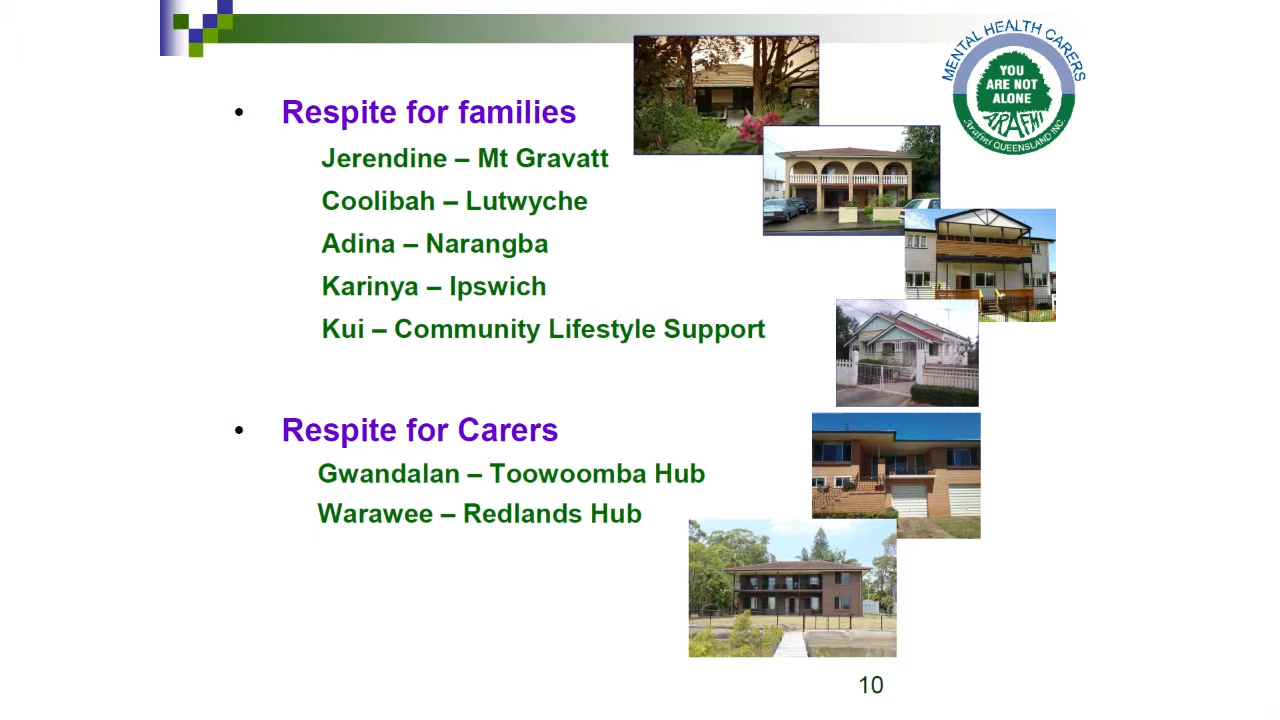 MENTAL HEALTH CARERS
YOU
ARE NOT
ALONE
ARAFMI
Arafmi QUEENSLAND INC.
• Respite for families
Jerendine – Mt Gravatt
Coolibah – Lutwyche
Adina – Narangba
Karinya – Ipswich
Kui – Community Lifestyle Support
• Respite for Carers
Gwandalan – Toowoomba Hub
Warawee – Redlands Hub
10